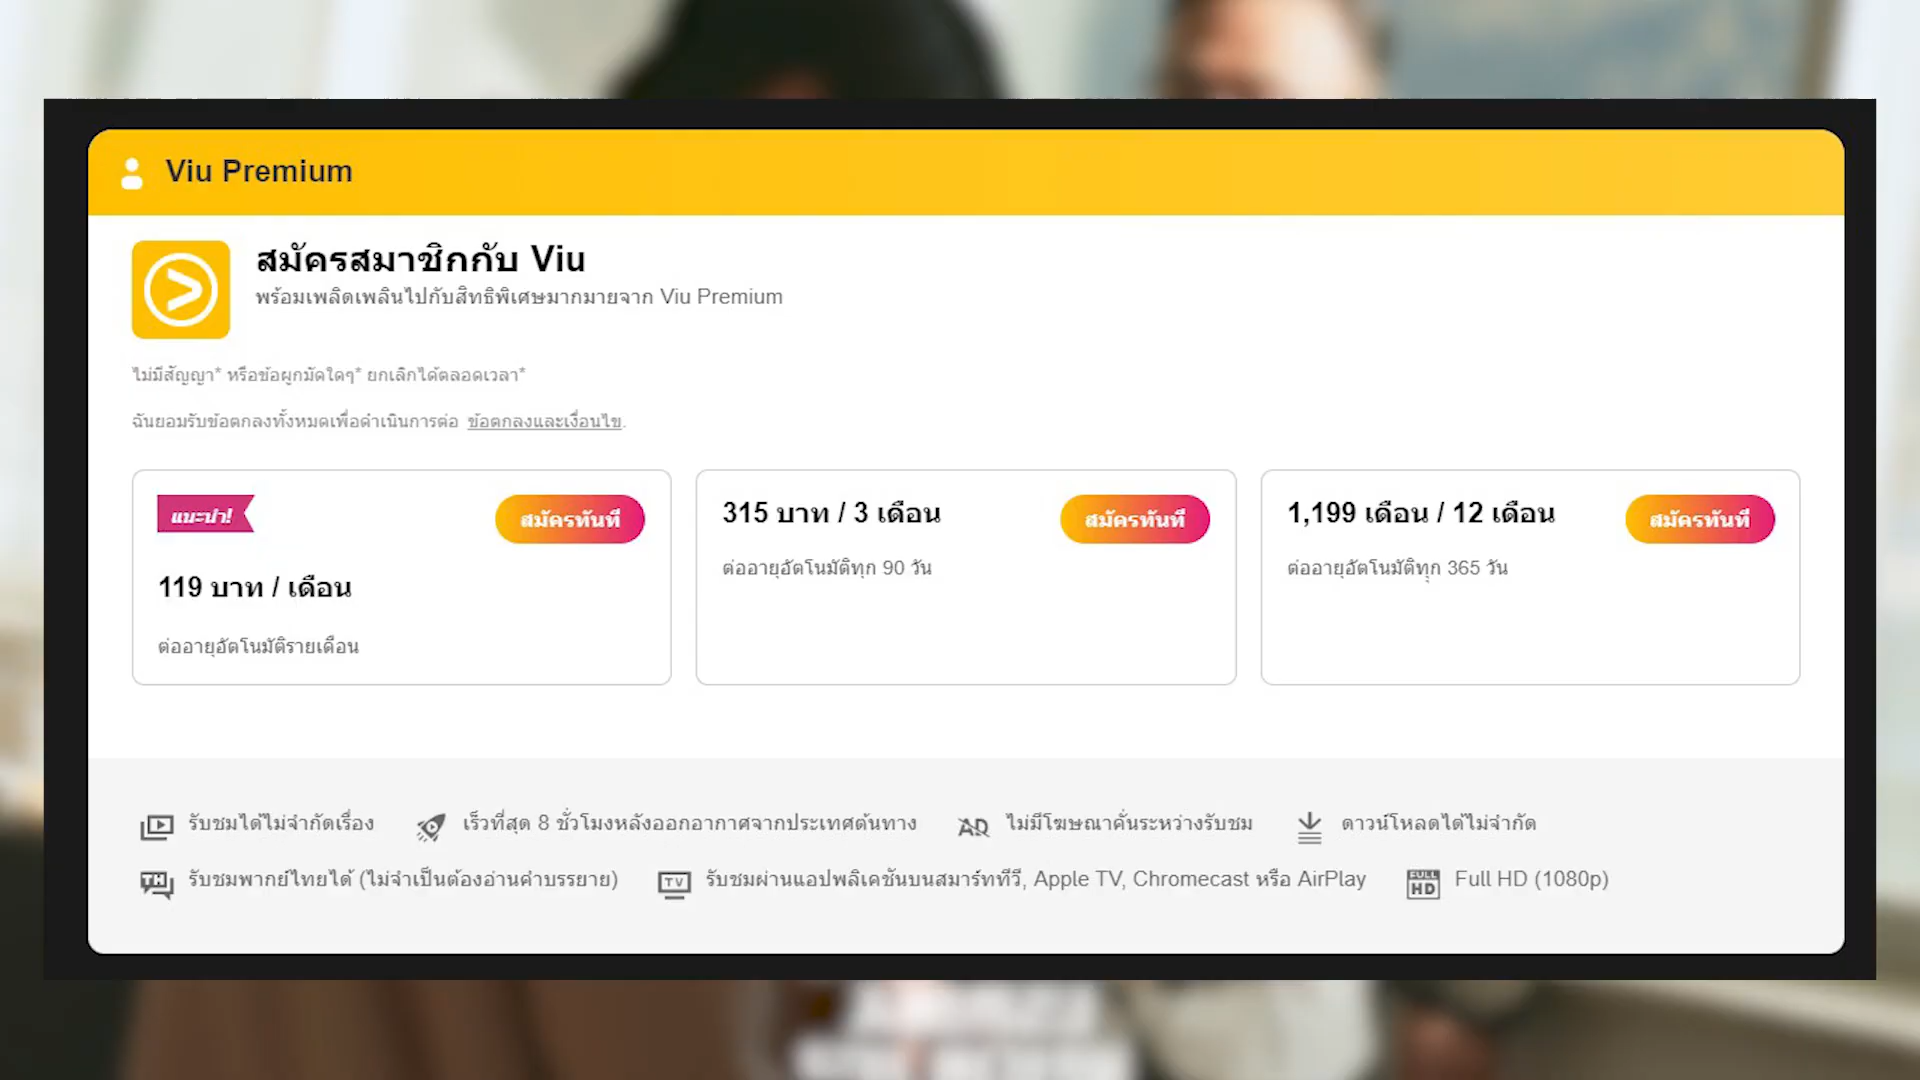 Viu Premium
สมัครสมาชิกกับ Viu
พร้อมเพลิดเพลินไปกับสิทธิพิเศษมากมายจาก Viu Premium
ไม่มีสัญญา* หรือข้อผูกมัดใดๆ* ยกเลิกได้ตลอดเวลา*
ฉันยอมรับข้อตกลงทั้งหมดเพื่อดำเนินการต่อ ข้อตกลงและเงื่อนไข.
แนะนำ!
สมัครทันที
119 บาท / เดือน
ต่ออายุอัตโนมัติรายเดือน
315 บาท / 3 เดือน
สมัครทันที
ต่ออายุอัตโนมัติทุก 90 วัน
1,199 เดือน / 12 เดือน
สมัครทันที
ต่ออายุอัตโนมัติทุก 365 วัน
รับชมได้ไม่จำกัดเรื่อง
เร็วที่สุด 8 ชั่วโมงหลังออกอากาศจากประเทศต้นทาง
AD ไม่มีโฆษณาคั่นระหว่างรับชม
ดาวน์โหลดได้ไม่จำกัด
TH รับชมพากย์ไทยได้ (ไม่จำเป็นต้องอ่านคำบรรยาย)
TV รับชมผ่านแอปพลิเคชันบนสมาร์ททีวี, Apple TV, Chromecast หรือ AirPlay
FULL HD Full HD (1080p)